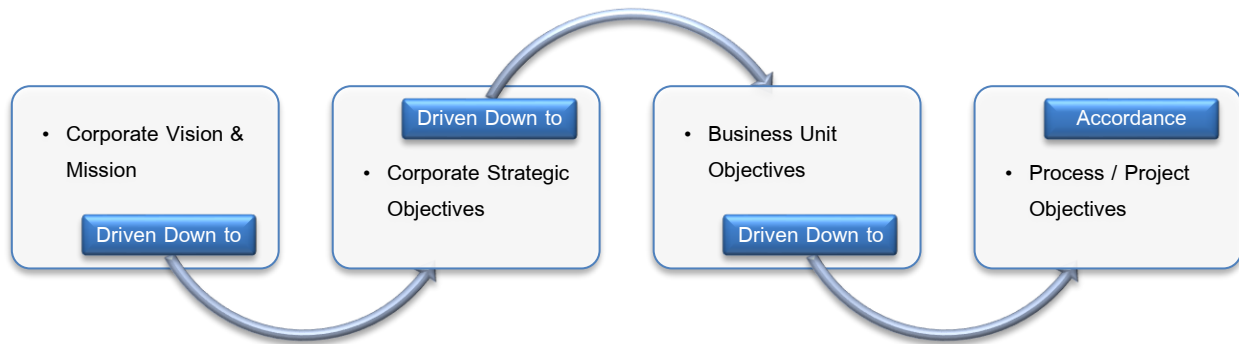 • Corporate Vision &
Mission
Driven Down to
Driven Down to
• Corporate Strategic
Objectives
• Business Unit
Objectives
Driven Down to
Accordance
• Process / Project
Objectives